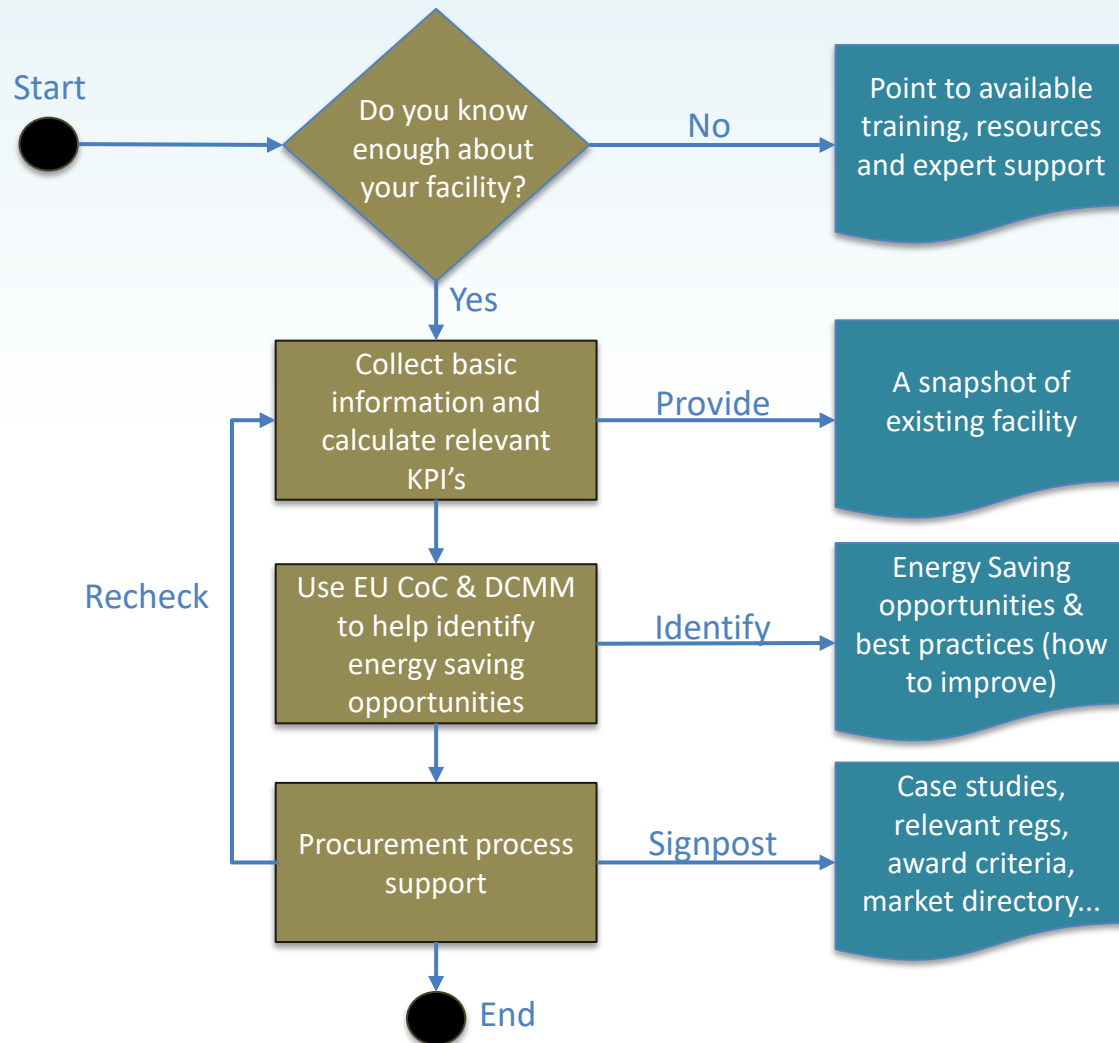 Start
Do you know
enough about
your facility?
No
Point to available
training, resources
and expert support
Yes
Collect basic
information and
calculate relevant
KPI's
Provide
A snapshot of
existing facility
Recheck
Use EU CoC & DCMM
to help identify
energy saving
opportunities
Identify
Energy Saving
opportunities &
best practices (how
to improve)
Procurement process
support
Signpost
Case studies,
relevant regs,
award criteria,
market directory...
End